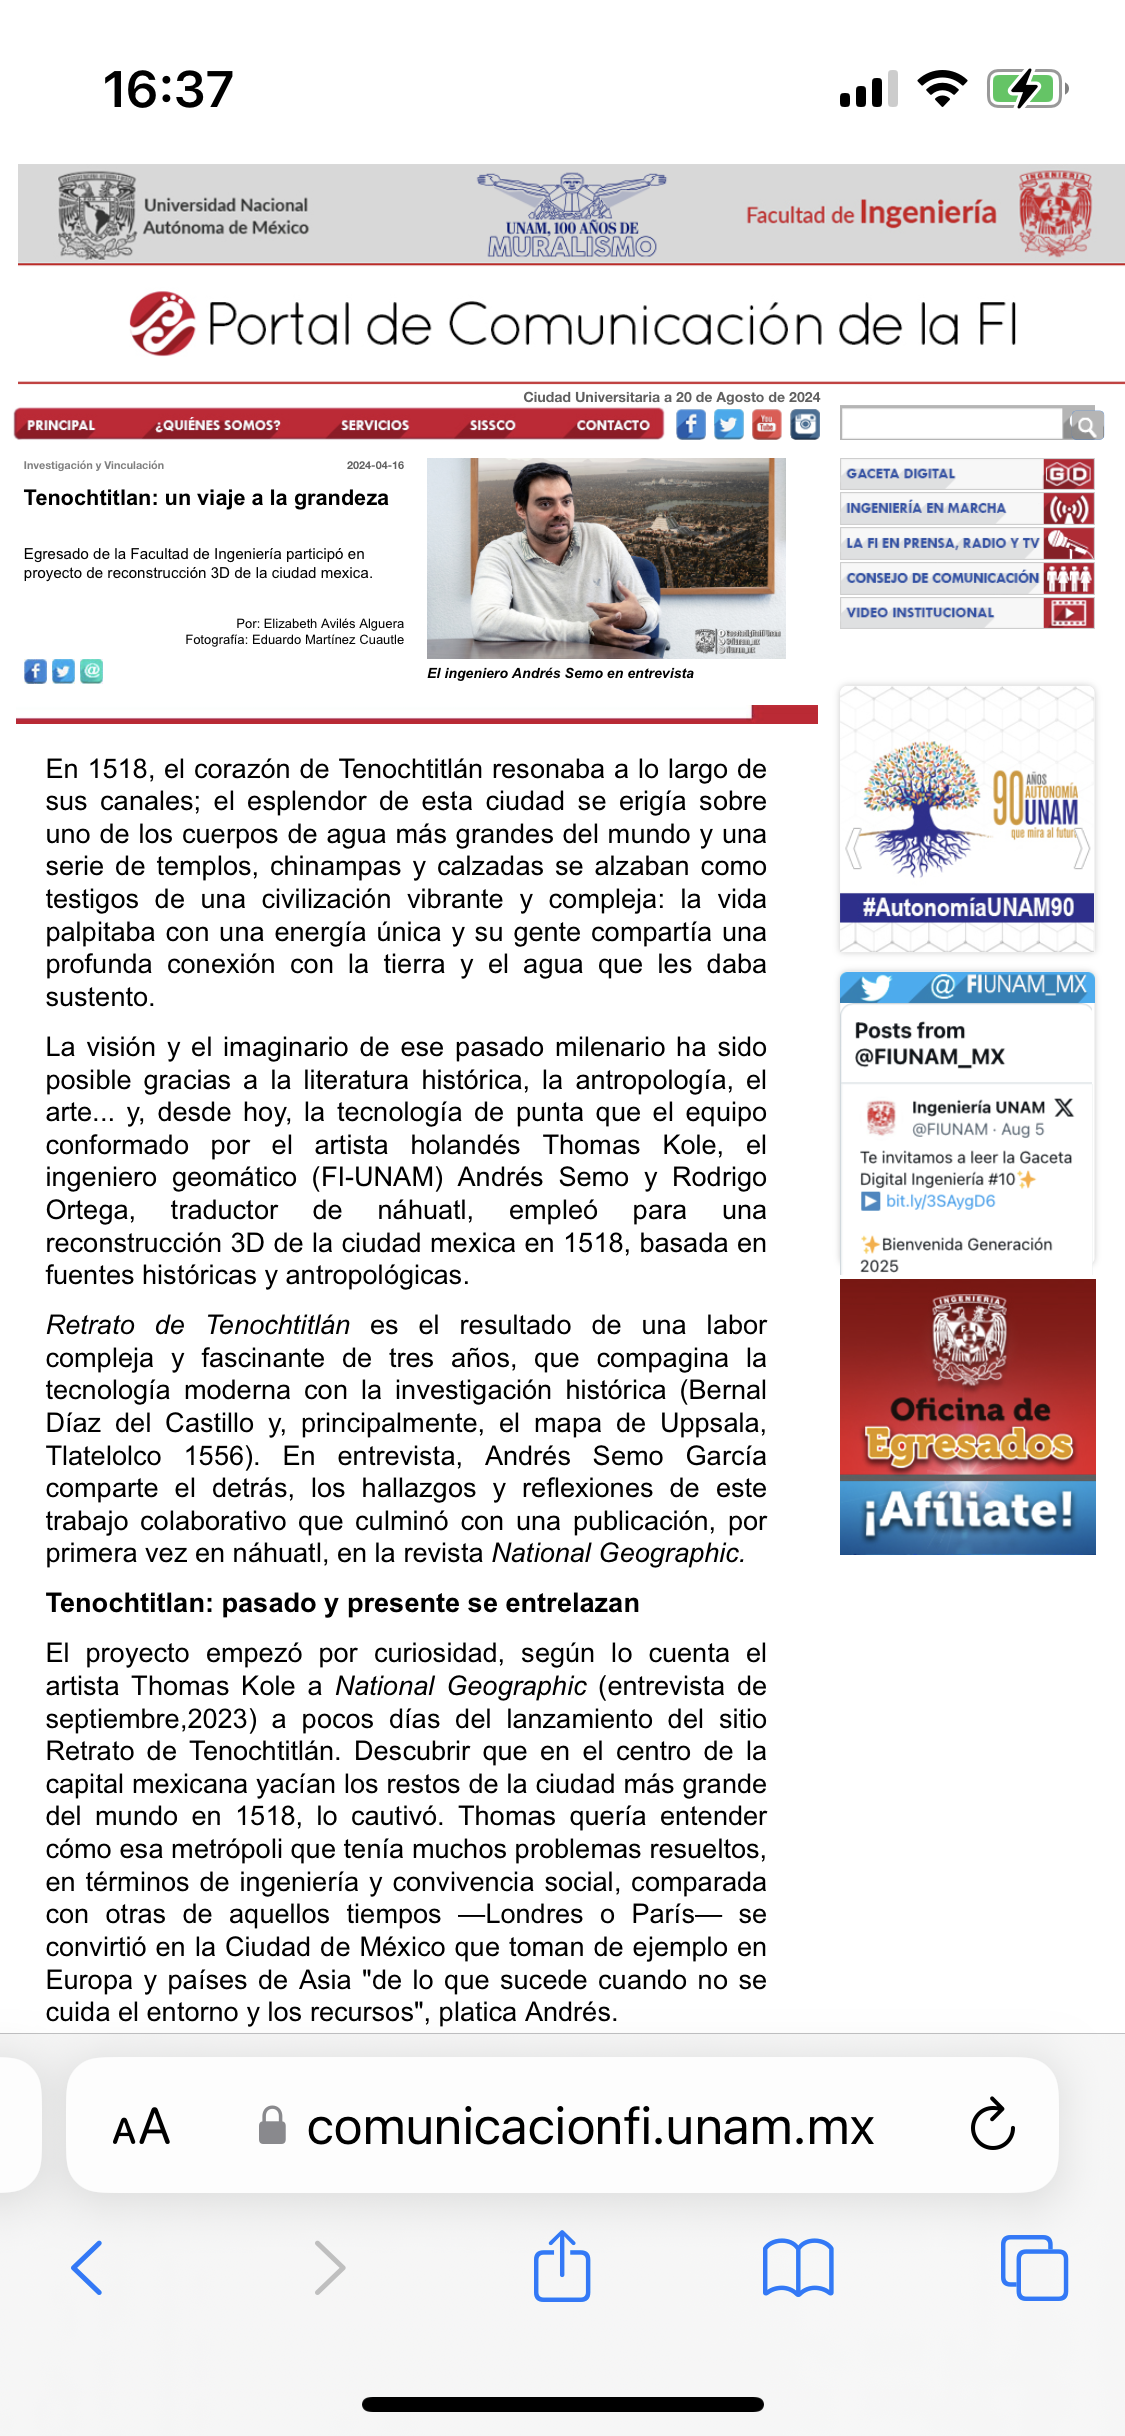 16:37
Universidad Nacional
Autónoma de México
UNAM, 100 AÑOS DE
MURALISMO
Facultad de Ingeniería
INGENIERIA
Portal de Comunicación de la FI
Ciudad Universitaria a 20 de Agosto de 2024
PRINCIPAL ¿QUIÉNES SOMOS? SERVICIOS SISSCO CONTACTO
You
Tube
Investigación y Vinculación 2024-04-16
Tenochtitlan: un viaje a la grandeza
Egresado de la Facultad de Ingeniería participó en
proyecto de reconstrucción 3D de la ciudad mexica.
Por: Elizabeth Avilés Alguera
Fotografía: Eduardo Martínez Cuautle
El ingeniero Andrés Semo en entrevista
GACETA DIGITAL GD
INGENIERÍA EN MARCHA
LA FI EN PRENSA, RADIO Y TV
CONSEJO DE COMUNICACIÓN
VIDEO INSTITUCIONAL
En 1518, el corazón de Tenochtitlán resonaba a lo largo de
sus canales; el esplendor de esta ciudad se erigía sobre
uno de los cuerpos de agua más grandes del mundo y una
serie de templos, chinampas y calzadas se alzaban como
testigos de una civilización vibrante y compleja: la vida
palpitaba con una energía única y su gente compartía una
profunda conexión con la tierra y el agua que les daba
sustento.
La visión y el imaginario de ese pasado milenario ha sido
posible gracias a la literatura histórica, la antropología, el
arte... y, desde hoy, la tecnología de punta que el equipo
conformado por el artista holandés Thomas Kole, el
ingeniero geomático (FI-UNAM) Andrés Semo y Rodrigo
Ortega, traductor de náhuatl, empleó para una
reconstrucción 3D de la ciudad mexica en 1518, basada en
fuentes históricas y antropológicas.
Retrato de Tenochtitlán es el resultado de una labor
compleja y fascinante de tres años, que compagina la
tecnología moderna con la investigación histórica (Bernal
Díaz del Castillo y, principalmente, el mapa de Uppsala,
Tlatelolco 1556). En entrevista, Andrés Semo García
comparte el detrás, los hallazgos y reflexiones de este
trabajo colaborativo que culminó con una publicación, por
primera vez en náhuatl, en la revista National Geographic.
Tenochtitlan: pasado y presente se entrelazan
El proyecto empezó por curiosidad, según lo cuenta el
artista Thomas Kole a National Geographic (entrevista de
septiembre,2023) a pocos días del lanzamiento del sitio
Retrato de Tenochtitlán. Descubrir que en el centro de la
capital mexicana yacían los restos de la ciudad más grande
del mundo en 1518, lo cautivó. Thomas quería entender
cómo esa metrópoli que tenía muchos problemas resueltos,
en términos de ingeniería y convivencia social, comparada
con otras de aquellos tiempos —Londres o París— se
convirtió en la Ciudad de México que toman de ejemplo en
Europa y países de Asia "de lo que sucede cuando no se
cuida el entorno y los recursos", platica Andrés.
90 AÑOS
AUTONOMÍA
UNAM
que mira al futuro
#AutonomíaUNAM90
@ FIUNAM_MX
Posts from
@FIUNAM_MX
Ingeniería UNAM
@FIUNAM · Aug 5
Te invitamos a leer la Gaceta
Digital Ingeniería #10✨
▶ bit.ly/3SAygD6
✨Bienvenida Generación
2025
INGENIERIA
Oficina de
Egresados
¡Afíliate!
AA comunicacionfi.unam.mx